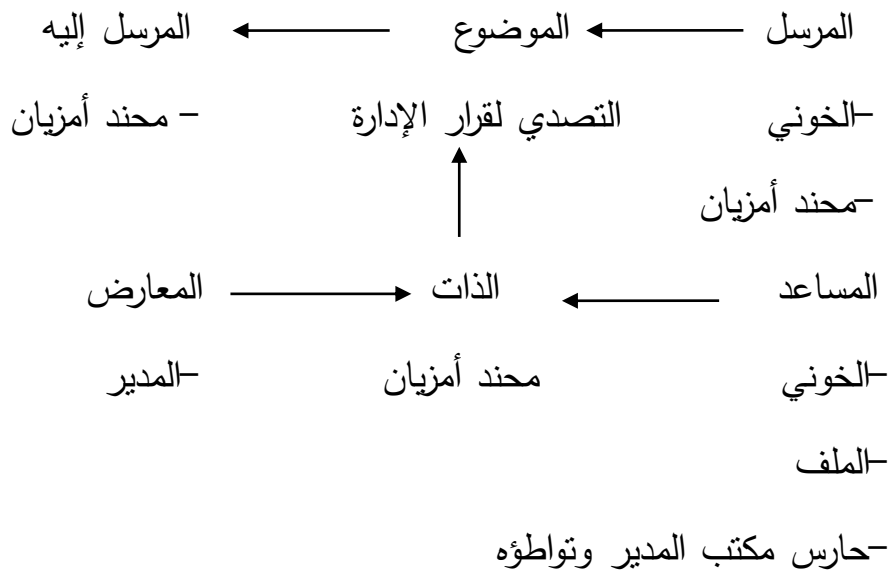 المرسل الموضوع المرسل إليه
–الخوني التصدي لقرار الإدارة – محند أمزيان
–محند أمزيان
المساعد الذات المعارض
–الخوني محند أمزيان –المدير
–الملف
–حارس مكتب المدير وتواطؤه